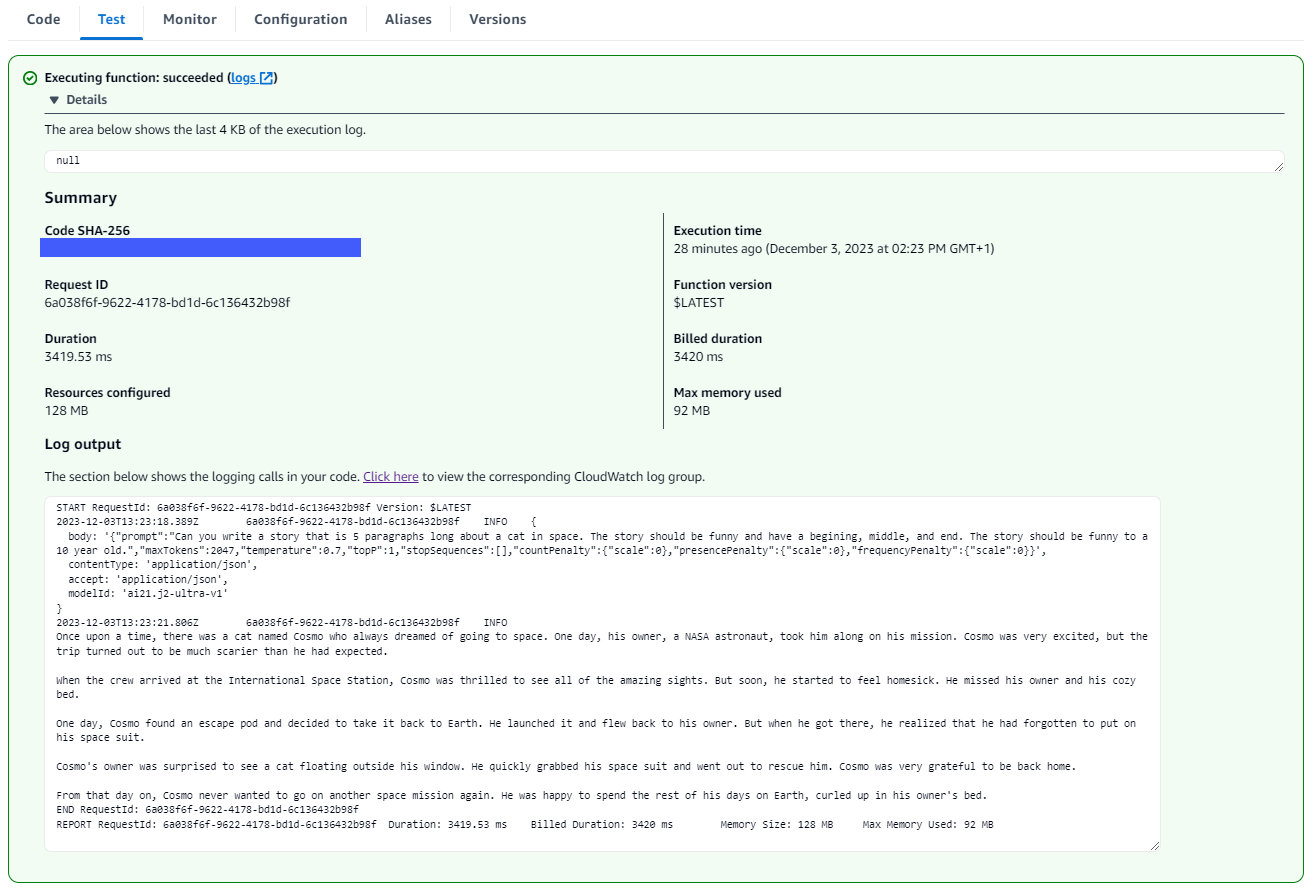 Code Test Monitor Configuration Aliases Versions
Executing function: succeeded (logs)
Details
The area below shows the last 4 KB of the execution log.
null
Summary
Code SHA-256
Execution time
28 minutes ago (December 3, 2023 at 02:23 PM GMT+1)
Request ID
6a038f6f-9622-4178-bd1d-6c136432b98f
Function version
$LATEST
Duration
3419.53 ms
Billed duration
3420 ms
Resources configured
128 MB
Max memory used
92 MB
Log output
The section below shows the logging calls in your code. Click here to view the corresponding CloudWatch log group.
START RequestId: 6a038f6f-9622-4178-bd1d-6c136432b98f Version: $LATEST
2023-12-03T13:23:18.389Z 6a038f6f-9622-4178-bd1d-6c136432b98f INFO {
body: '{"prompt":"Can you write a story that is 5 paragraphs long about a cat in space. The story should be funny and have a begining, middle, and end. The story should be funny to a
10 year old.","maxTokens":2047,"temperature":0.7,"topP":1,"stopSequences":[],"countPenalty":{"scale":0},"presencePenalty":{"scale":0},"frequencyPenalty":{"scale":0}}',
contentType: 'application/json',
accept: 'application/json',
modelId: 'ai21.j2-ultra-v1'
}
2023-12-03T13:23:21.806Z 6a038f6f-9622-4178-bd1d-6c136432b98f INFO
Once upon a time, there was a cat named Cosmo who always dreamed of going to space. One day, his owner, a NASA astronaut, took him along on his mission. Cosmo was very excited, but the
trip turned out to be much scarier than he had expected.
When the crew arrived at the International Space Station, Cosmo was thrilled to see all of the amazing sights. But soon, he started to feel homesick. He missed his owner and his cozy
bed.
One day, Cosmo found an escape pod and decided to take it back to Earth. He launched it and flew back to his owner. But when he got there, he realized that he had forgotten to put on
his space suit.
Cosmo's owner was surprised to see a cat floating outside his window. He quickly grabbed his space suit and went out to rescue him. Cosmo was very grateful to be back home.
From that day on, Cosmo never wanted to go on another space mission again. He was happy to spend the rest of his days on Earth, curled up in his owner's bed.
END RequestId: 6a038f6f-9622-4178-bd1d-6c136432b98f
REPORT RequestId: 6a038f6f-9622-4178-bd1d-6c136432b98f Duration: 3419.53 ms Billed Duration: 3420 ms Memory Size: 128 MB Max Memory Used: 92 MB